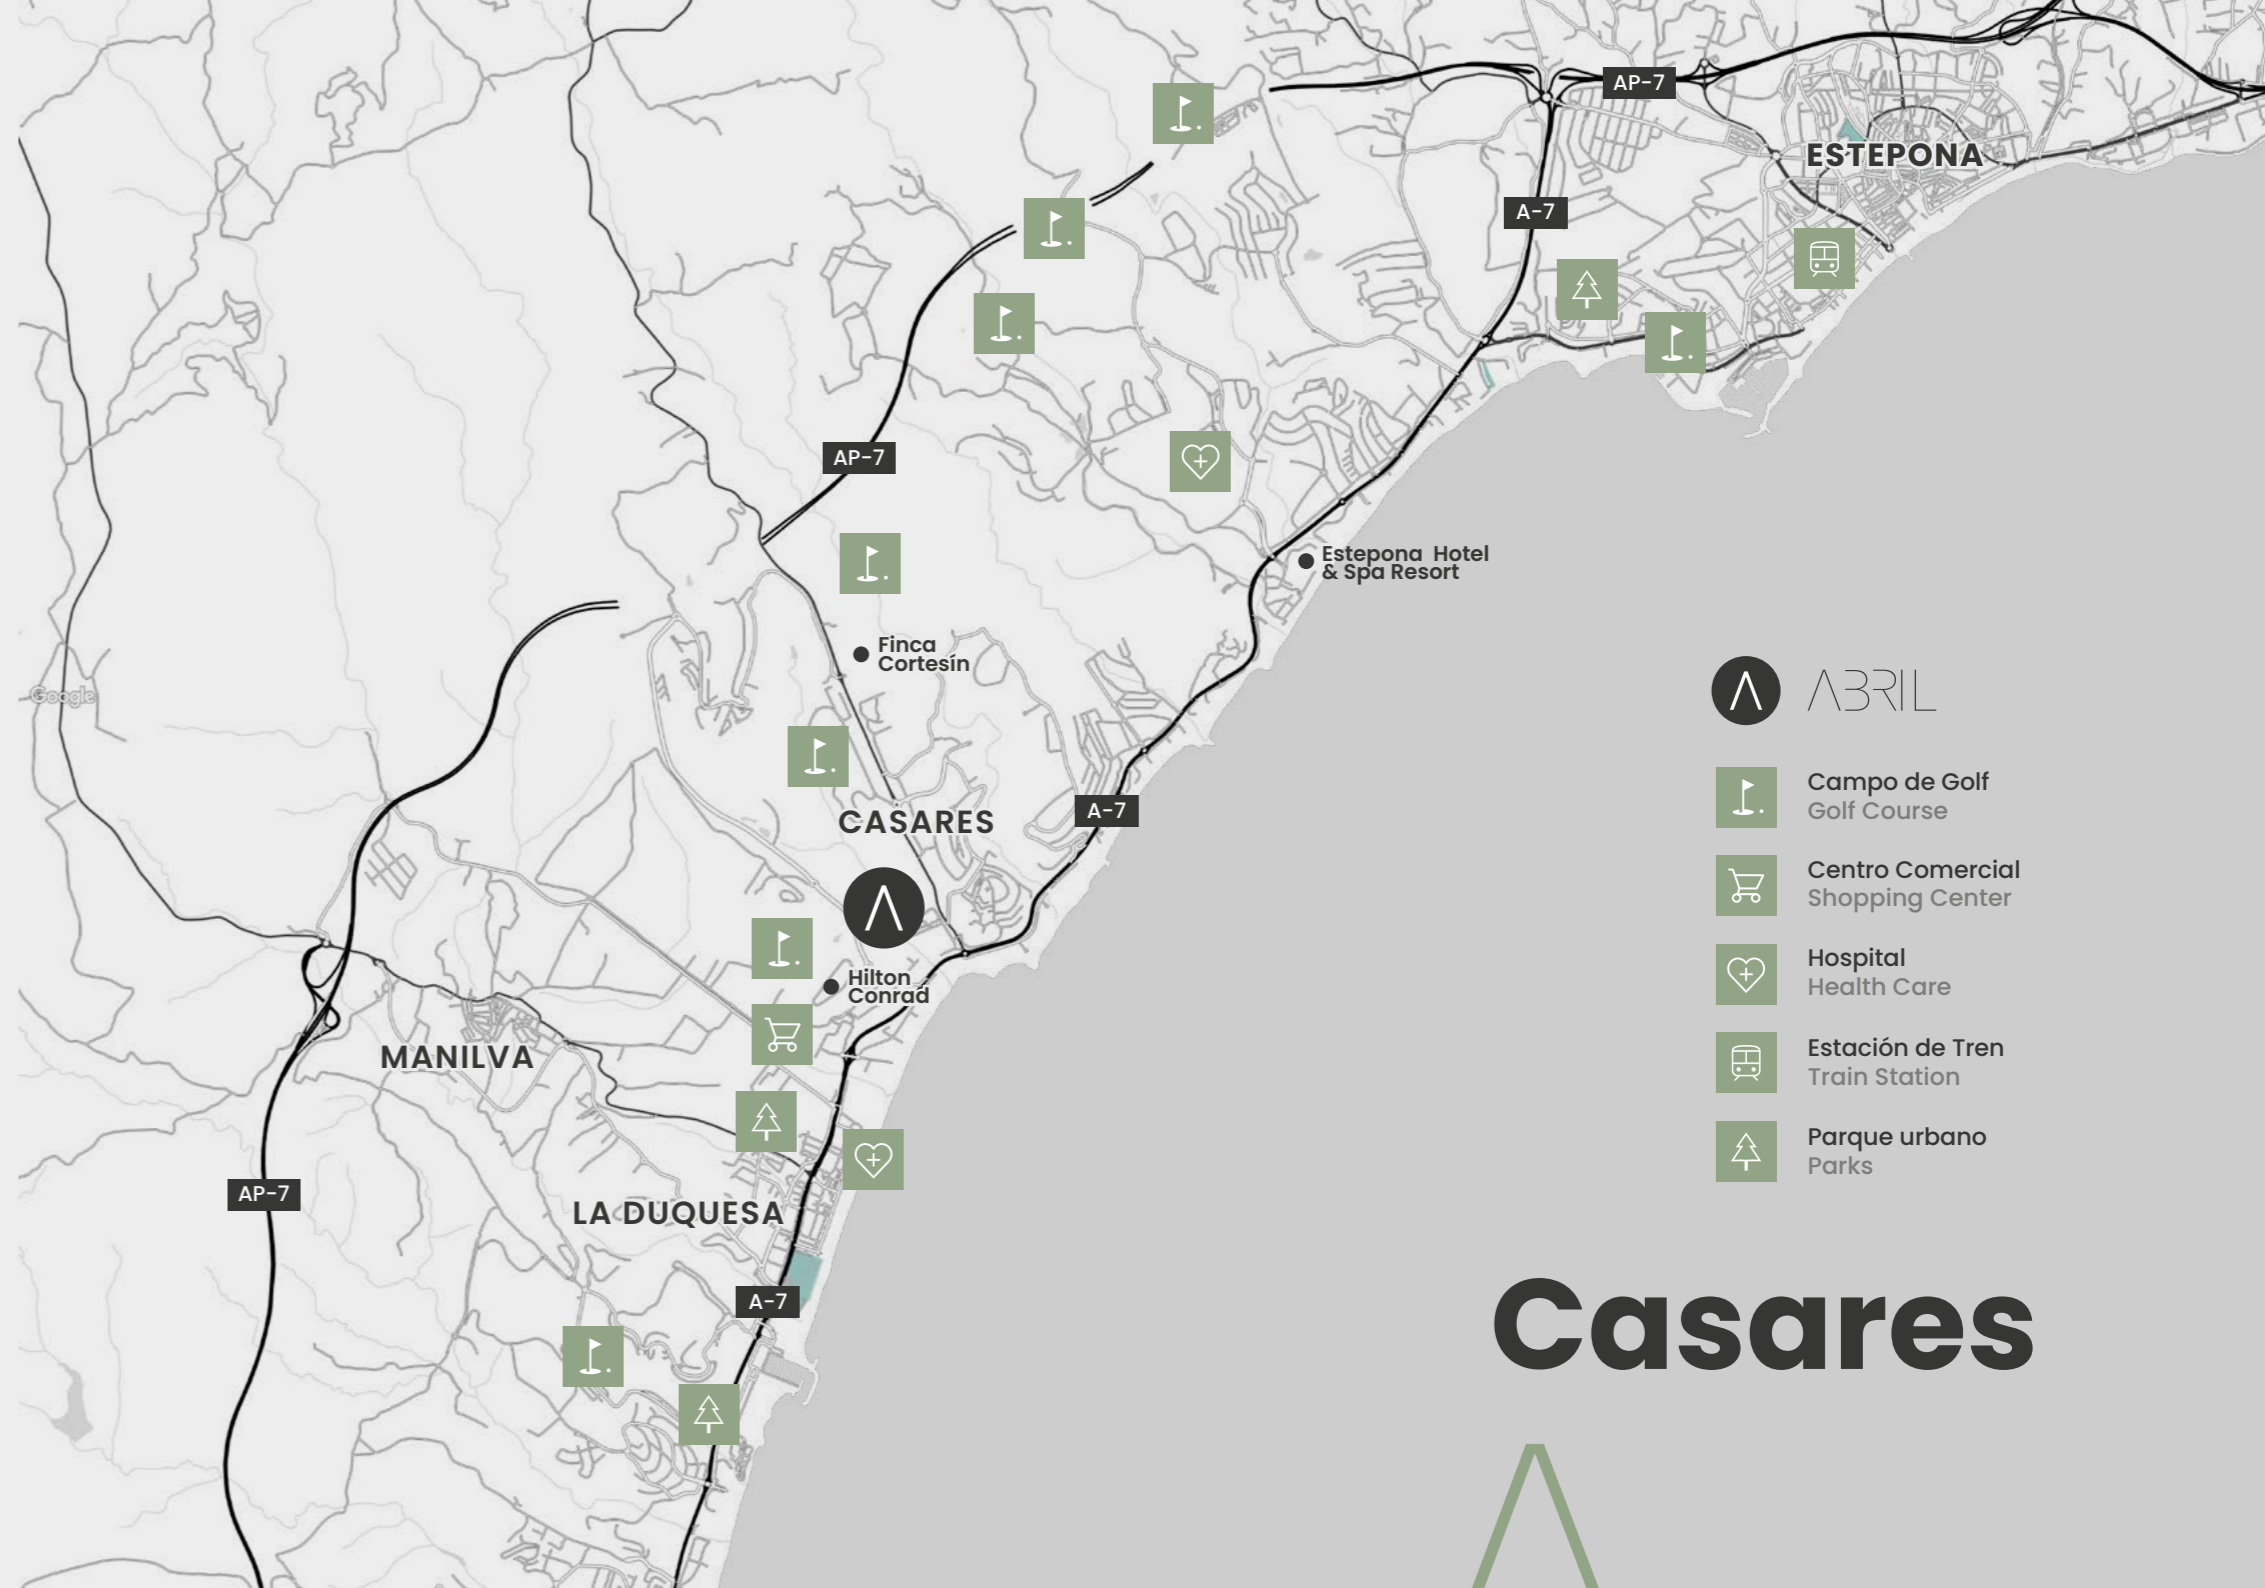 AP-7
ESTEPONA
A-7
AP-7
Estepona Hotel
& Spa Resort
Finca
Cortesín
Google
ABRIL
Campo de Golf
Golf Course
CASARES
A-7
Centro Comercial
Shopping Center
Hospital
Health Care
Hilton
Conrad
MANILVA
Estación de Tren
Train Station
Parque urbano
Parks
AP-7
LA DUQUESA
A-7
Casares